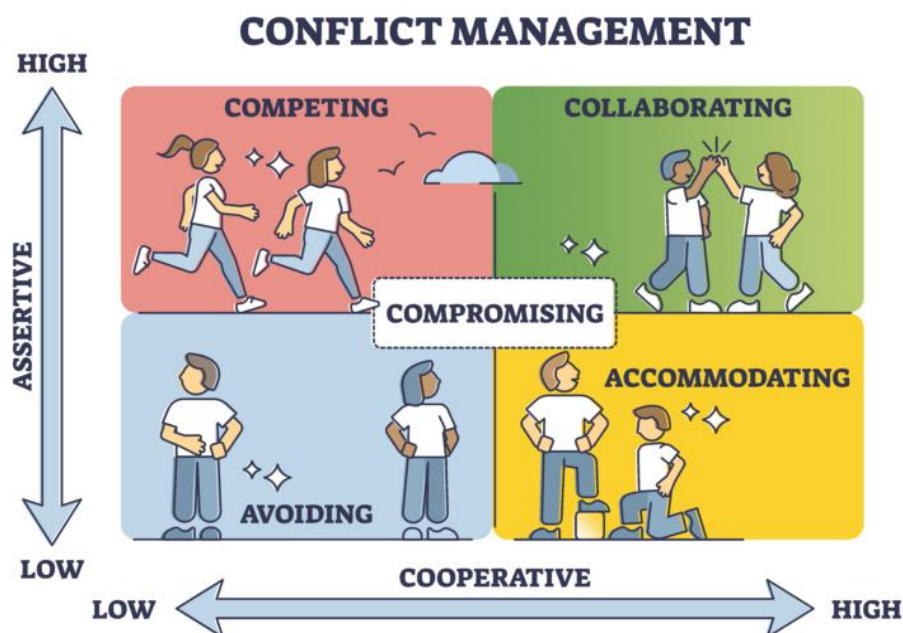 CONFLICT MANAGEMENT
HIGH
COMPETING
COLLABORATING
ASSERTIVE
COMPROMISING
ACCOMMODATING
AVOIDING
LOW
COOPERATIVE
LOW
HIGH